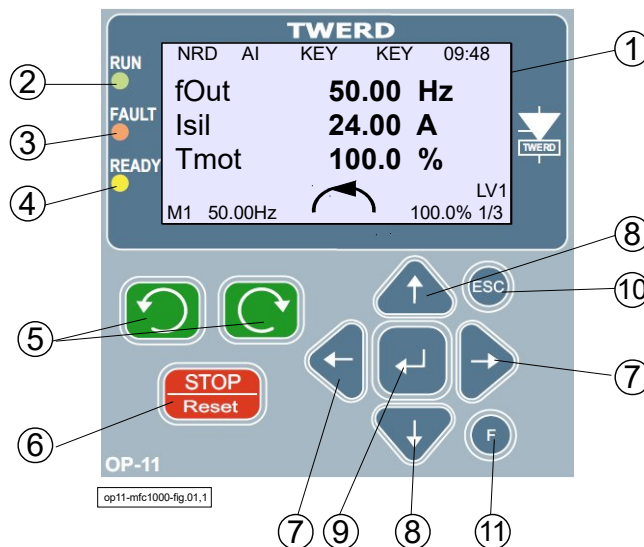 TWERD
NRD AI KEY KEY 09:48
RUN
fOut 50.00 Hz
FAULT
Isil 24.00 A
TWERD
READY
Tmot 100.0 %
LV1
M1 50.00Hz 100.0% 1/3
1
2
3
4
8
ESC
10
5
7
STOP
Reset
6
F
OP-11
op11-mfc1000-fig.01,1
7
9
8
11